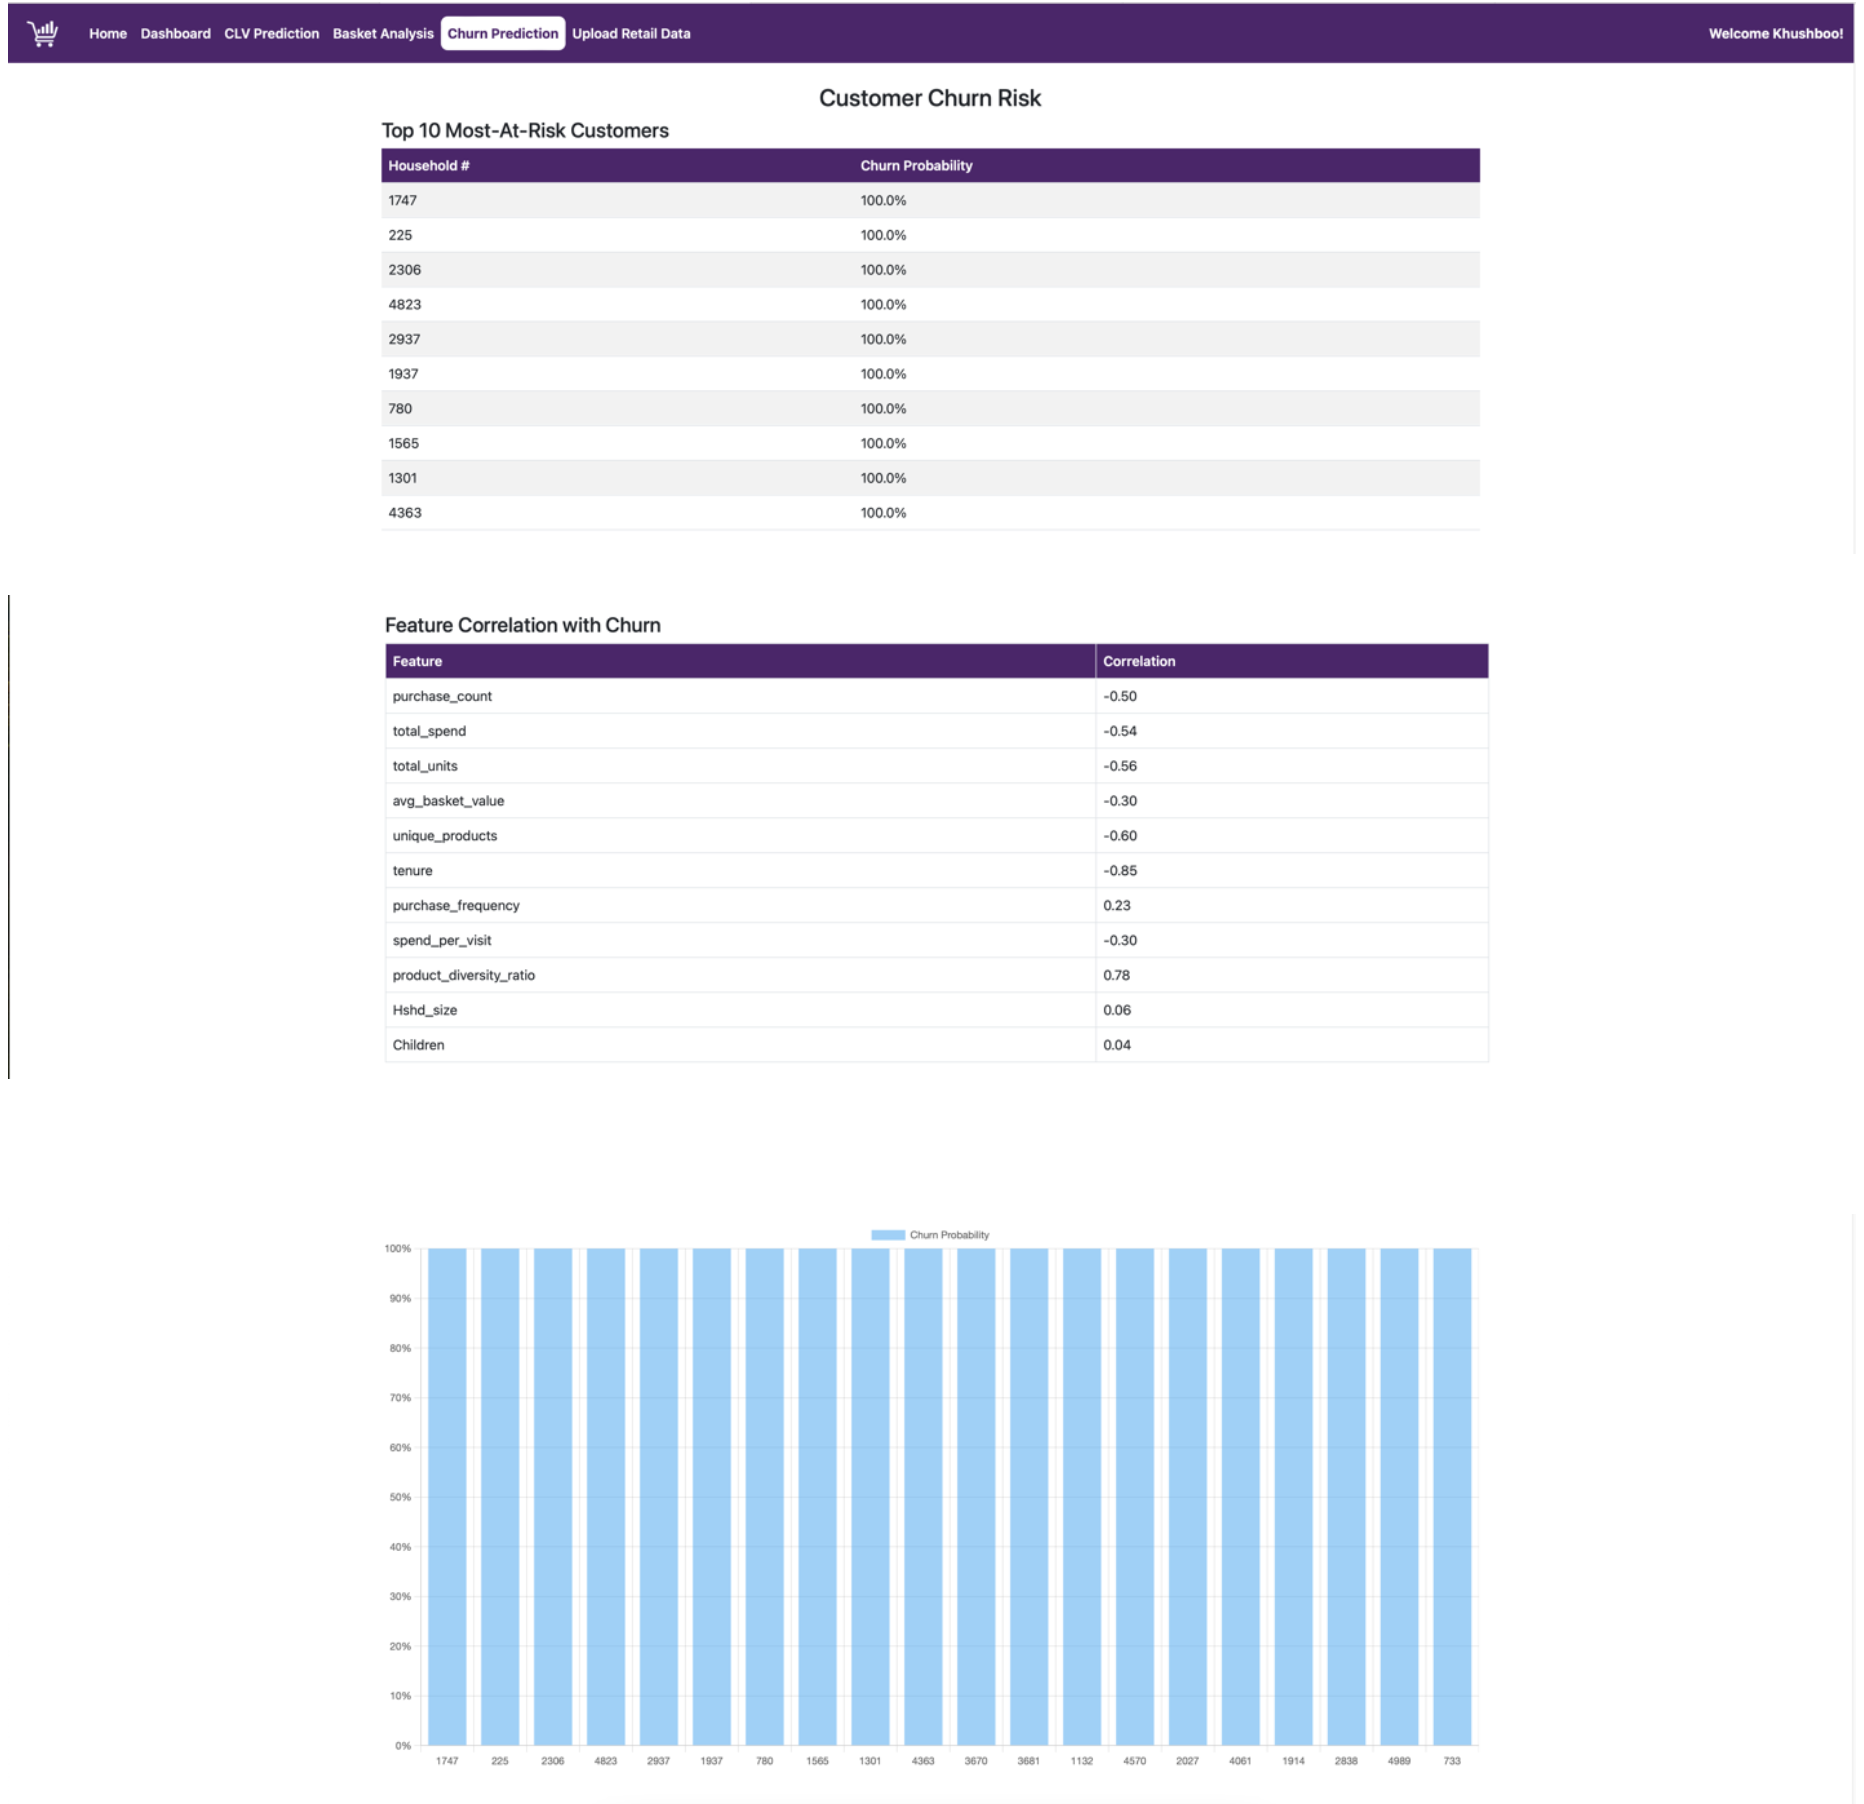 Home Dashboard CLV Prediction Basket Analysis Churn Prediction Upload Retail Data Welcome Khushboo!
Customer Churn Risk
Top 10 Most-At-Risk Customers
Household # Churn Probability
1747 100.0%
225 100.0%
2306 100.0%
4823 100.0%
2937 100.0%
1937 100.0%
780 100.0%
1565 100.0%
1301 100.0%
4363 100.0%
Feature Correlation with Churn
Feature Correlation
purchase_count -0.50
total_spend -0.54
total_units -0.56
avg_basket_value -0.30
unique_products -0.60
tenure -0.85
purchase_frequency 0.23
spend_per_visit -0.30
product_diversity_ratio 0.78
Hshd_size 0.06
Children 0.04
Churn Probability
100%
90%
80%
70%
60%
50%
40%
30%
20%
10%
0%
1747 225 2306 4823 2937 1937 780 1565 1301 4363 3670 3681 1132 4570 2027 4061 1914 2838 4989 733